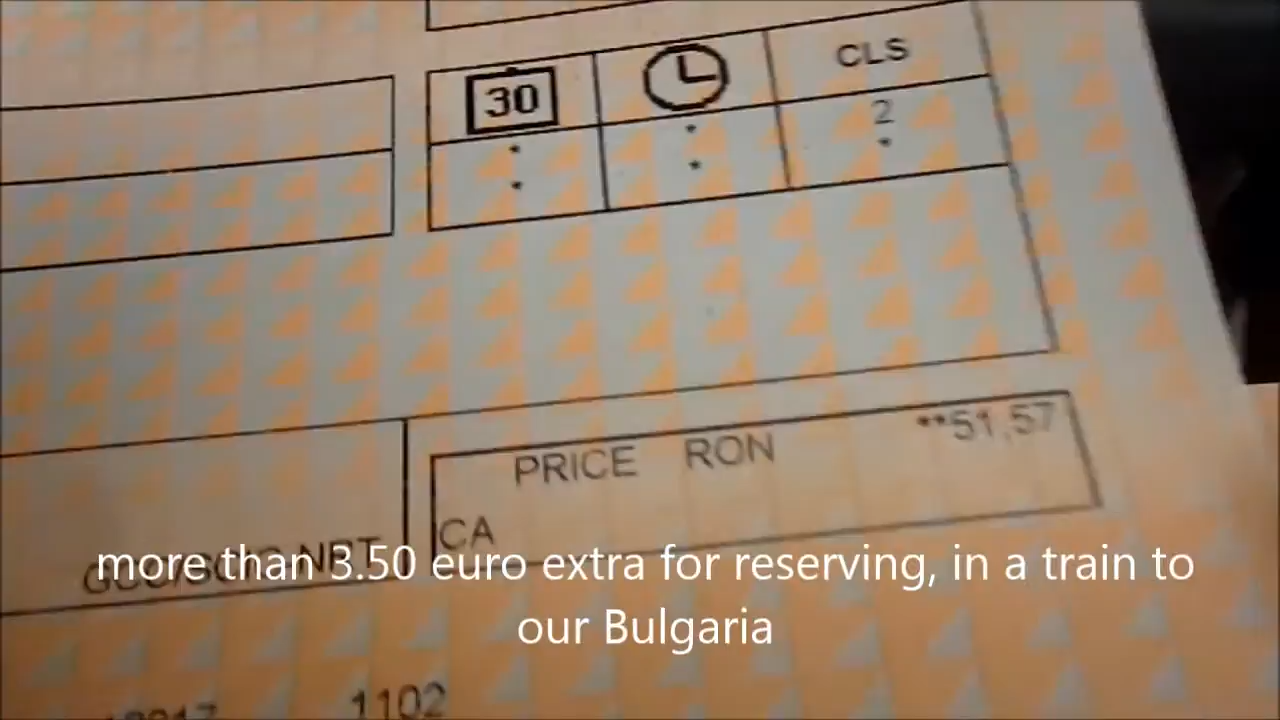 30 CLS
2
PRICE RON **51,57
CA
more than 3.50 euro extra for reserving, in a train to
our Bulgaria
1102